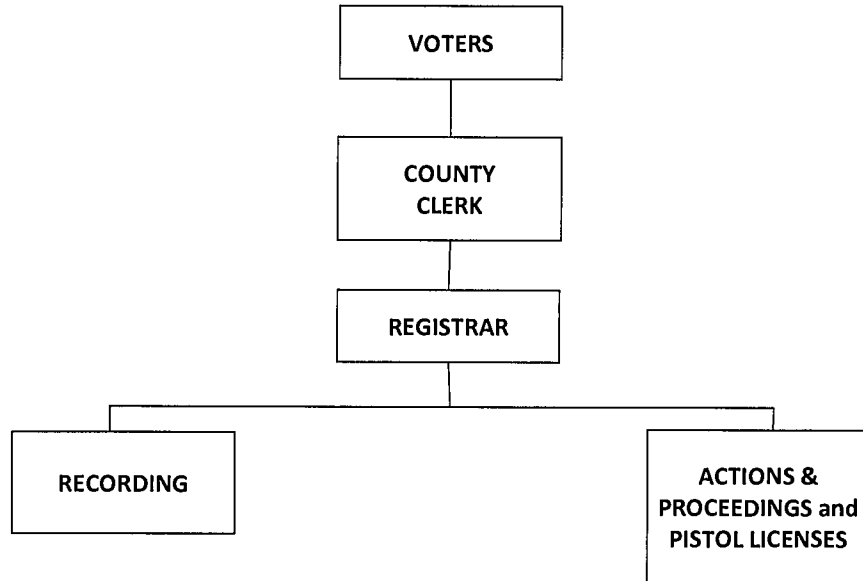 VOTERS
COUNTY
CLERK
REGISTRAR
RECORDING
ACTIONS &
PROCEEDINGS and
PISTOL LICENSES